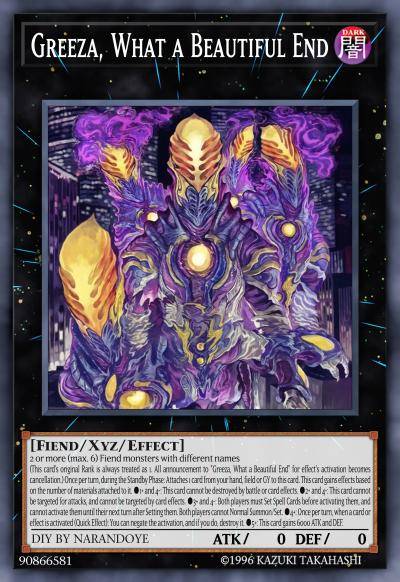 GREEZA, WHAT A BEAUTIFUL END
DARK
闇
[FIEND/XYZ/EFFECT]
2 or more (max. 6) Fiend monsters with different names
(This card's original Rank is always treated as 1. All announcement to "Greeza, What a Beautiful End" for effect's activation becomes
cancellation.) Once per turn, during the Standby Phase: Attaches 1 card from your hand, field or GY to this card. This card gains effects
based on the number of materials attached to it. ●1+ and 4-: This card cannot be destroyed by battle or card effects. ●2+ and 4-: This card cannot
be targeted for attacks, and cannot be targeted by card effects. ●3+ and 4-: Both players must Set Spell Cards before activating them, and
cannot activate them until their next turn after Setting them. Both players cannot Normal Summon/Set. ●4+: Once per turn, when a card or
effect is activated (Quick Effect): You can negate the activation, and if you do, destroy it. ●5+: This card gains 6000 ATK and DEF.
DIY BY NARANDOYE
ATK/ 0 DEF/ 0
90866581
©1996 KAZUKI TAKAHASHI